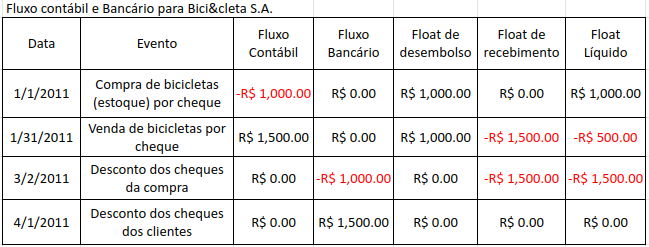 Fluxo contábil e Bancário para Bici&cleta S.A.
Data Evento Fluxo Contábil Fluxo Bancário Float de desembolso Float de recebimento Float Líquido
1/1/2011 Compra de bicicletas (estoque) por cheque -R$ 1,000.00 R$ 0.00 R$ 1,000.00 R$ 0.00 R$ 1,000.00
1/31/2011 Venda de bicicletas por cheque R$ 1,500.00 R$ 0.00 R$ 1,000.00 -R$ 1,500.00 -R$ 500.00
3/2/2011 Desconto dos cheques da compra R$ 0.00 -R$ 1,000.00 R$ 0.00 -R$ 1,500.00 -R$ 1,500.00
4/1/2011 Desconto dos cheques dos clientes R$ 0.00 R$ 1,500.00 R$ 0.00 R$ 0.00 R$ 0.00